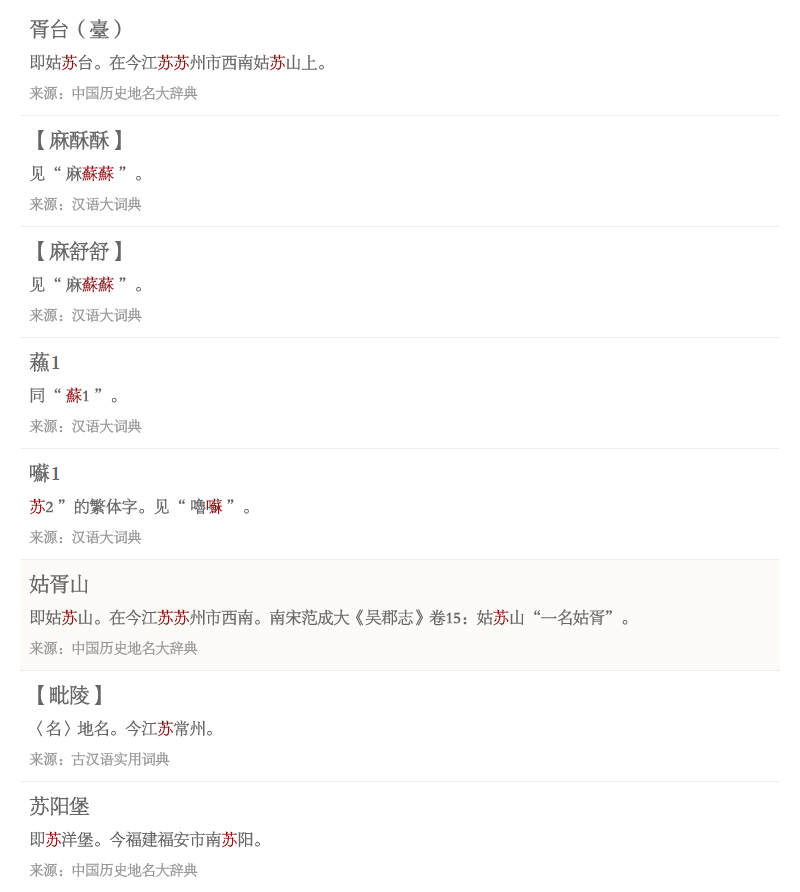 胥台（臺）
即姑苏台。在今江苏苏州市西南姑苏山上。
来源：中国历史地名大辞典
【麻酥酥】
见“麻蘇蘇”。
来源：汉语大词典
【麻舒舒】
见“麻蘇蘇”。
来源：汉语大词典
蘓1
同“蘇1”。
来源：汉语大词典
囌1
苏2”的繁体字。见“嚕囌”。
来源：汉语大词典
姑胥山
即姑苏山。在今江苏苏州市西南。南宋范成大《吴郡志》卷15：姑苏山“一名姑胥”。
来源：中国历史地名大辞典
【毗陵】
〈名〉地名。今江苏常州。
来源：古汉语实用词典
苏阳堡
即苏洋堡。今福建福安市南苏阳。
来源：中国历史地名大辞典